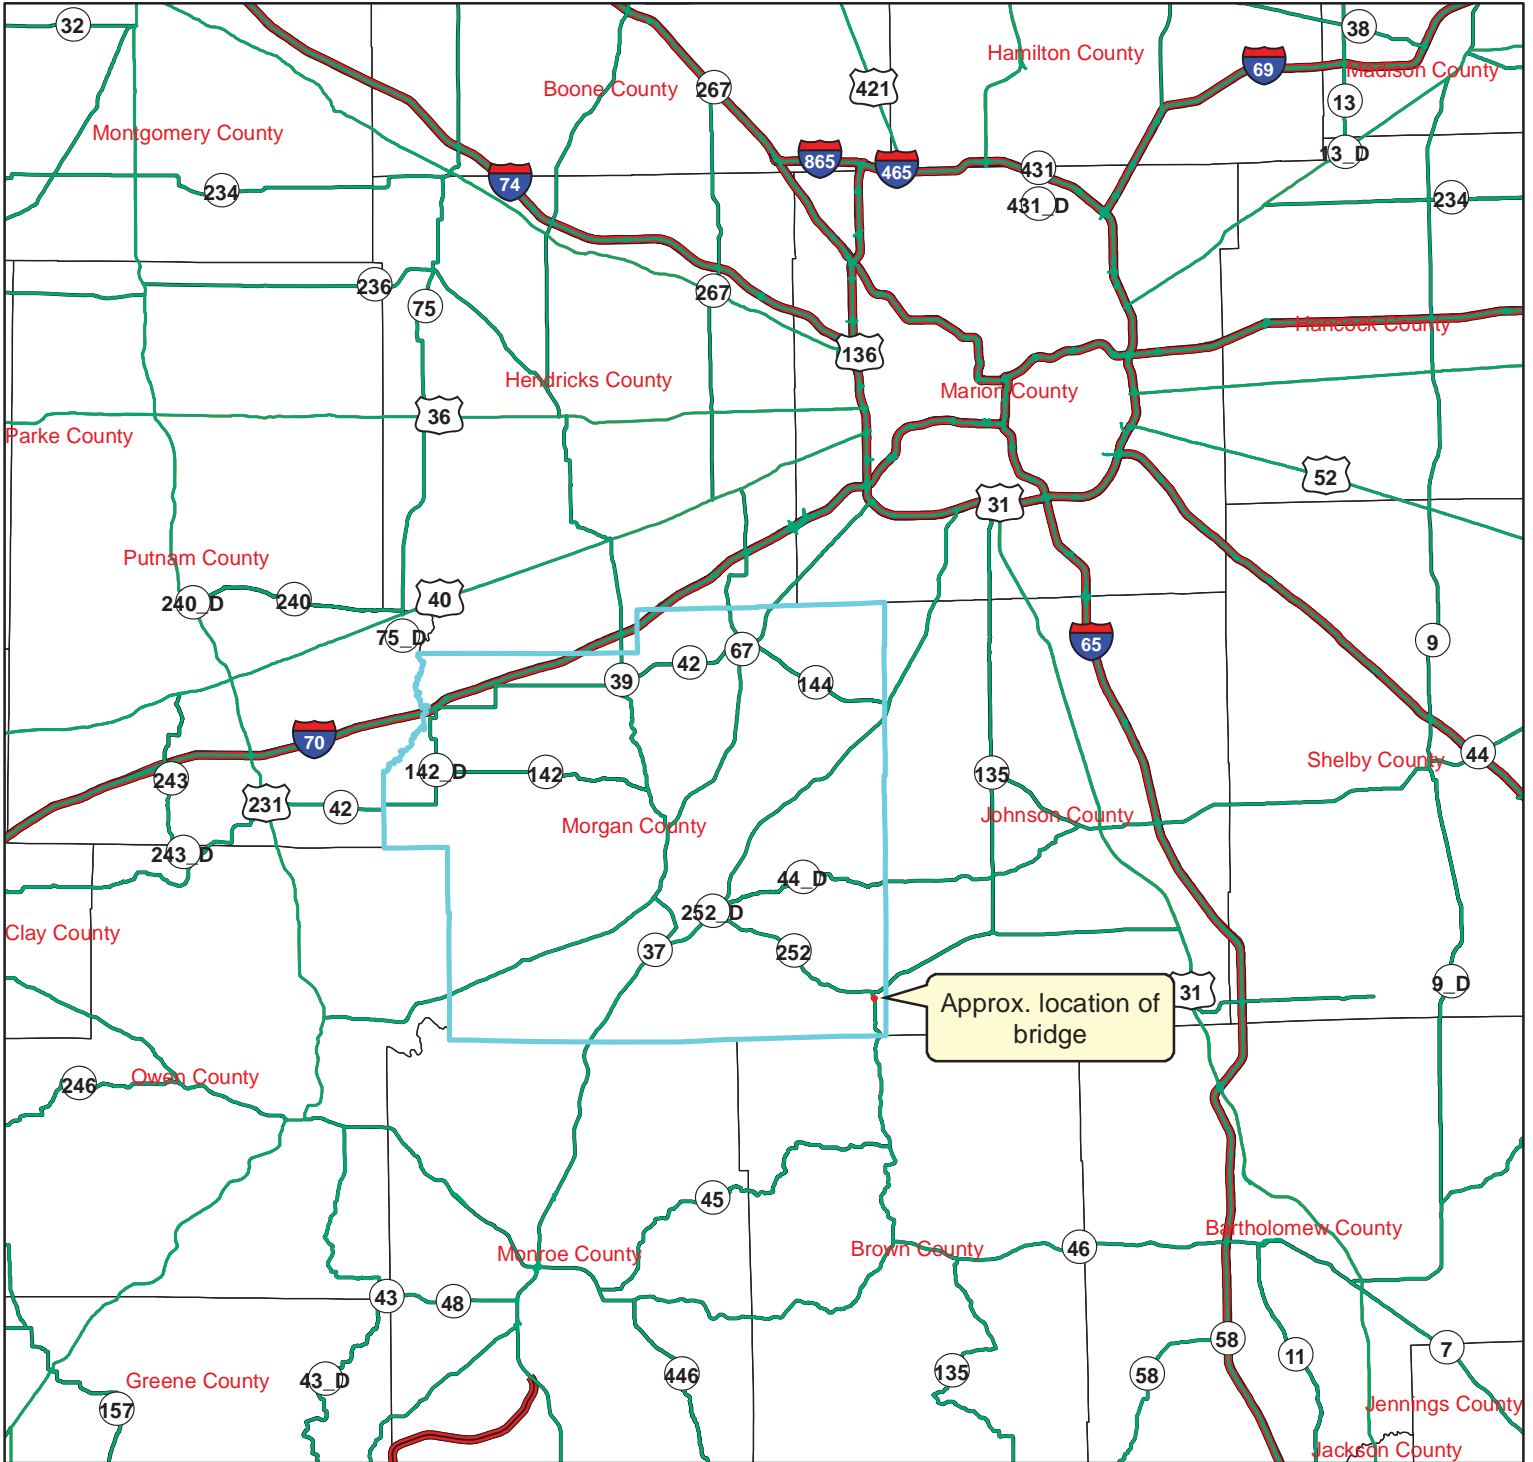 32
38
Hamilton County
69
Madison County
Boone County
267
421
13
Montgomery County
13_D
865
465
431
74
234
431_D
234
236
75
267
Hancock County
136
Hendricks County
Marion County
36
Parke County
52
31
Putnam County
240_D
240
40
75_D
67
65
9
42
39
144
70
44
Shelby County
243
142_D
142
135
231
42
Morgan County
Johnson County
243_D
44_D
252_D
Clay County
37
252
9_D
31
Approx. location of
bridge
246
Owen County
45
Bartholomew County
Monroe County
Brown County
46
43
48
58
7
11
Greene County
43_D
446
135
58
157
Jennings County
Jackson County